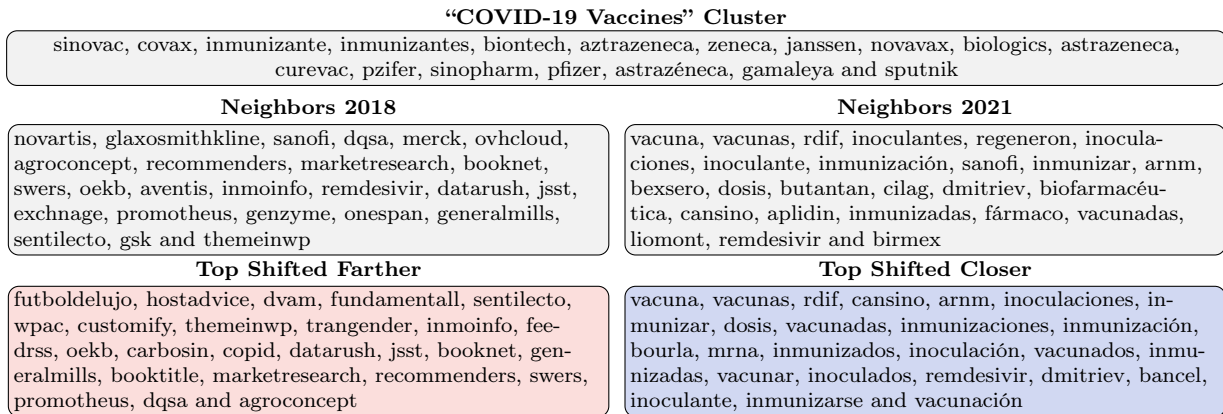 “COVID-19 Vaccines” Cluster
sinovac, covax, inmunizante, inmunizantes, biontech, aztrazeneca, zeneca, janssen, novavax, biologics, astrazeneca,
curevac, pzifer, sinopharm, pfizer, astrazéneca, gamaleya and sputnik
Neighbors 2018
novartis, glaxosmithkline, sanofi, dqsa, merck, ovhcloud,
agroconcept, recommenders, marketresearch, booknet,
swers, oekb, aventis, inmoinfo, remdesivir, datarush, jsst,
exchnage, promotheus, genzyme, onespan, generalmills,
sentilecto, gsk and themeinwp
Neighbors 2021
vacuna, vacunas, rdif, inoculantes, regeneron, inocula-
ciones, inoculante, inmunización, sanofi, inmunizar, arnm,
bexsero, dosis, butantan, cilag, dmitriev, biofarmacéu-
tica, cansino, aplidin, inmunizadas, fármaco, vacunadas,
liomont, remdesivir and birmex
Top Shifted Farther
futboldelujo, hostadvice, dvam, fundamentall, sentilecto,
wpac, customify, themeinwp, trangender, inmoinfo, fee-
drss, oekb, carbosin, copid, datarush, jsst, booknet, gen-
eralmills, booktitle, marketresearch, recommenders, swers,
promotheus, dqsa and agroconcept
Top Shifted Closer
vacuna, vacunas, rdif, cansino, arnm, inoculaciones, in-
munizar, dosis, vacunadas, inmunizaciones, inmunización,
bourla, mrna, inmunizados, inoculación, vacunados, inmu-
nizadas, vacunar, inoculados, remdesivir, dmitriev, bancel,
inoculante, inmunizarse and vacunación